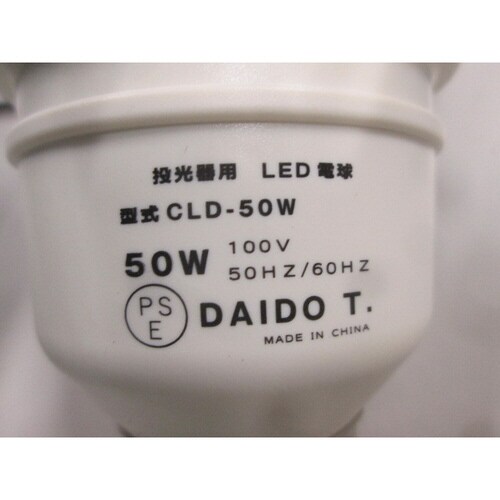 投光器用 LED電球
型式 CLD-50W
50W 100V
50HZ/60HZ
PS
E
DAIDO T.
MADE IN CHINA